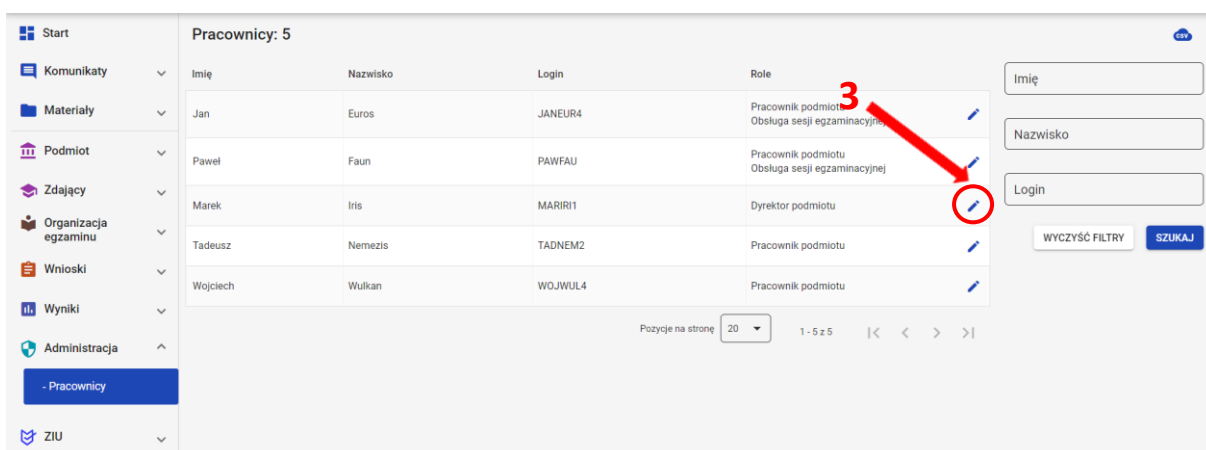 Start
Komunikaty
Materiały
Podmiot
Zdający
Organizacja
egzaminu
Wnioski
Wyniki
Administracja
- Pracownicy
ZIU
Pracownicy: 5
csv
Imię Nazwisko Login Role
Jan Euros JANEUR4 Pracownik podmiotu
Obsługa sesji egzaminacyjnej
Paweł Faun PAWFAU Pracownik podmiotu
Obsługa sesji egzaminacyjnej
Marek Iris MARIRI1 Dyrektor podmiotu
Tadeusz Nemezis TADNEM2 Pracownik podmiotu
Wojciech Wulkan WOJWUL4 Pracownik podmiotu
3
Pozycje na stronę 20 1 - 5 z 5
Imię
Nazwisko
Login
WYCZYŚĆ FILTRY SZUKAJ